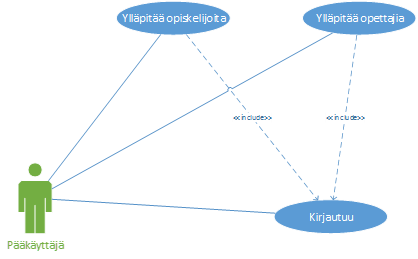 Ylläpitää opiskelijoita
Ylläpitää opettajia
<<include>>
<<include>>
Kirjautuu
Pääkäyttäjä